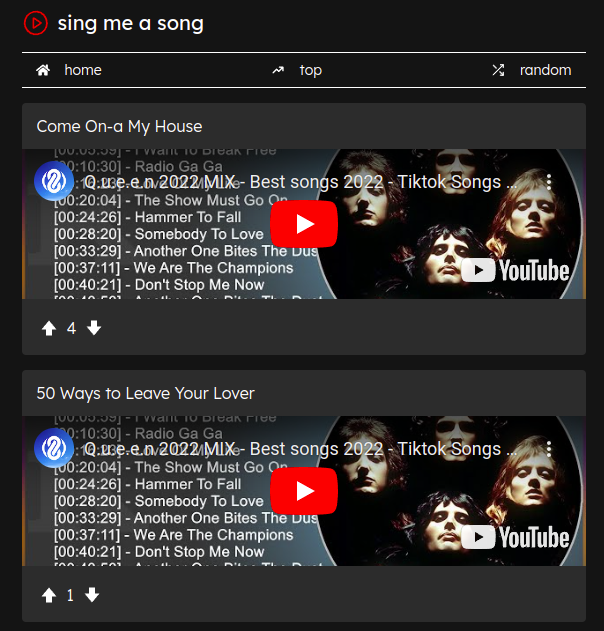 sing me a song
home
top
random
Come On-a My House
[00:05:59] - I Want To Break Free
[00:10:30] - Radio Ga Ga
Q.u.e.e.n 2022 MIX - Best songs 2022 - Tiktok Songs ...
[00:20:04] - The Show Must Go On
[00:24:26] - Hammer To Fall
[00:28:20] - Somebody To Love
[00:33:29] - Another One Bites The Dus
[00:37:11] - We Are The Champions
YouTube
[00:40:21] - Don't Stop Me Now
4
50 Ways to Leave Your Lover
[00:05:59] - I Want To Break Free
[00:10:30] - Radio Ga Ga
Q.u.e.e.n 2022 MIX - Best songs 2022 - Tiktok Songs ...
[00:20:04] - The Show Must Go On
[00:24:26] - Hammer To Fall
[00:28:20] - Somebody To Love
[00:33:29] - Another One Bites The Dus
[00:37:11] - We Are The Champions
YouTube
[00:40:21] - Don't Stop Me Now
1